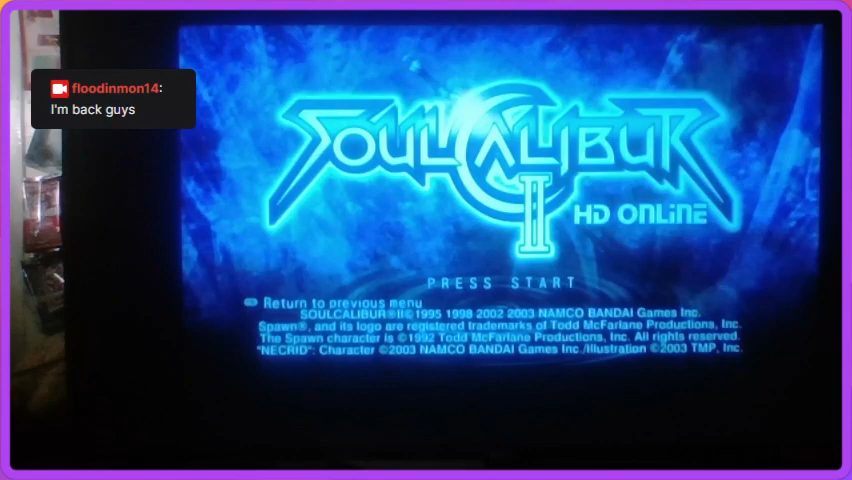 floodinmon14:
I'm back guys
SOULCALIBUR
II
HD ONLINE
PRESS START
Return to previous menu
SOULCALIBUR®II©1995 1998 2002 2003 NAMCO BANDAI Games Inc.
Spawn®, and its logo are registered trademarks of Todd McFarlane Productions, Inc.
The Spawn character is ©1992 Todd McFarlane Productions, Inc. All rights reserved.
"NECRID": Character ©2003 NAMCO BANDAI Games Inc./Illustration ©2003 TMP, Inc.